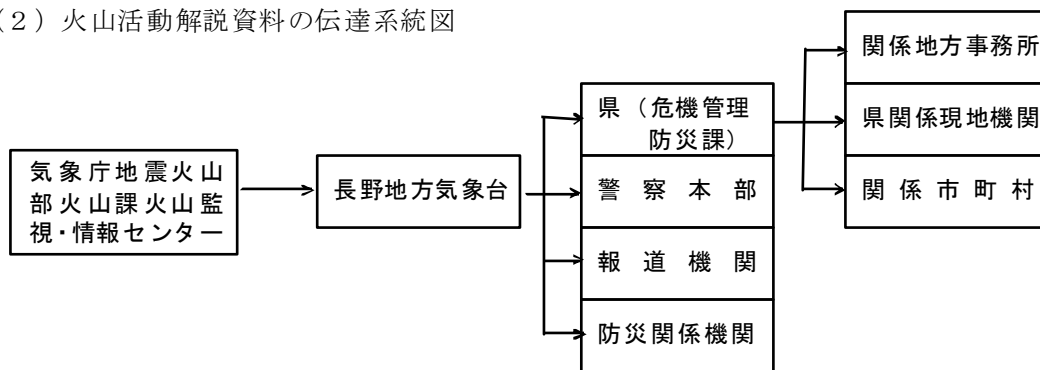 (2)火山活動解説資料の伝達系統図
気象庁地震火山
部火山課火山監
視・情報センター
長野地方気象台
県(危機管理
防災課)
警察本部
報道機関
防災関係機関
関係地方事務所
県関係現地機関
関係市町村